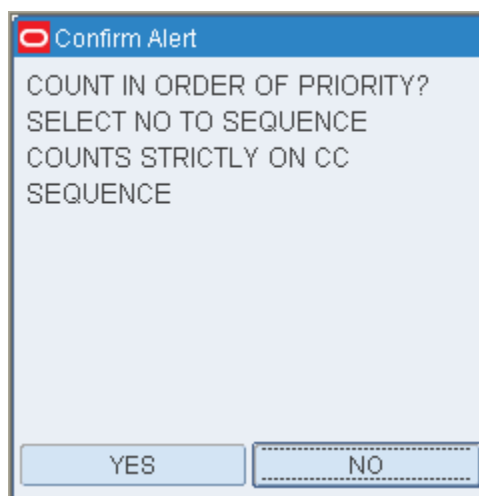 Confirm Alert
COUNT IN ORDER OF PRIORITY?
SELECT NO TO SEQUENCE
COUNTS STRICTLY ON CC
SEQUENCE
YES NO